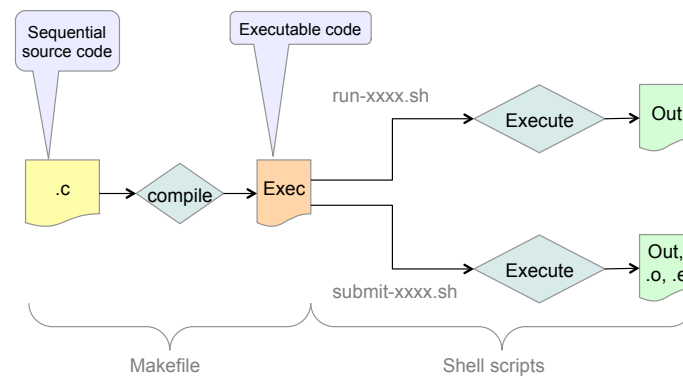 Sequential
source code
Executable code
run-xxxx.sh
.c
compile
Exec
Execute
Out
submit-xxxx.sh
Execute
Out,
.o, .e
Makefile
Shell scripts